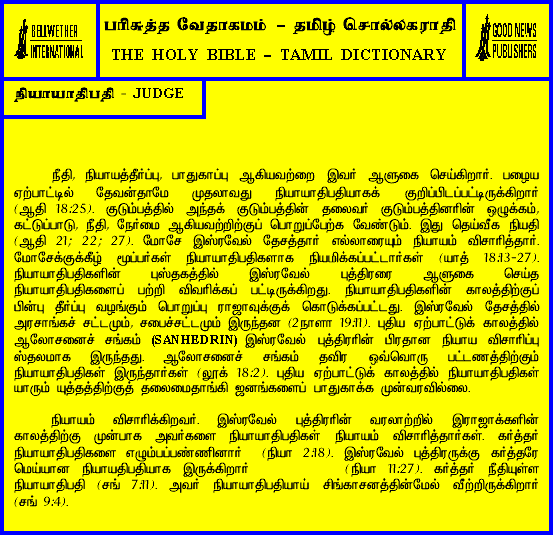 BELLWETHER
INTERNATIONAL
பரிசுத்த வேதாகமம் – தமிழ் சொல்லகராதி
THE HOLY BIBLE – TAMIL DICTIONARY
GOOD NEWS
PUBLISHERS
நியாயாதிபதி - JUDGE
நீதி, நியாயத்தீர்ப்பு, பாதுகாப்பு ஆகியவற்றை இவர் ஆளுகை செய்கிறார். பழைய
ஏற்பாட்டில் தேவன்தாமே முதலாவது நியாயாதிபதியாகக் குறிப்பிடப்பட்டிருக்கிறார்
(ஆதி 18:25). குடும்பத்தில் அந்தக் குடும்பத்தின் தலைவர் குடும்பத்தினரின் ஒழுக்கம்,
கட்டுப்பாடு, நீதி, நேர்மை ஆகியவற்றிற்குப் பொறுப்பேற்க வேண்டும். இது தெய்வீக நியதி
(ஆதி 21; 22; 27). மோசே இஸ்ரவேல் தேசத்தார் எல்லாரையும் நியாயம் விசாரித்தார்.
மோசேக்குக்கீழ் மூப்பர்கள் நியாயாதிபதிகளாக நியமிக்கப்பட்டார்கள் (யாத் 18:13-27).
நியாயாதிபதிகளின் புஸ்தகத்தில் இஸ்ரவேல் புத்திரரை ஆளுகை செய்த
நியாயாதிபதிகளைப் பற்றி விவரிக்கப் பட்டிருக்கிறது. நியாயாதிபதிகளின் காலத்திற்குப்
பின்பு தீர்ப்பு வழங்கும் பொறுப்பு ராஜாவுக்குக் கொடுக்கப்பட்டது. இஸ்ரவேல் தேசத்தில்
அரசாங்கச் சட்டமும், சபைச்சட்டமும் இருந்தன (2நாளா 19:11). புதிய ஏற்பாட்டுக் காலத்தில்
ஆலோசனைச் சங்கம் (SANHEDRIN) இஸ்ரவேல் புத்திரரின் பிரதான நியாய விசாரிப்பு
ஸ்தலமாக இருந்தது. ஆலோசனைச் சங்கம் தவிர ஒவ்வொரு பட்டணத்திற்கும்
நியாயாதிபதிகள் இருந்தார்கள் (லூக் 18:2). புதிய ஏற்பாட்டுக் காலத்தில் நியாயாதிபதிகள்
யாரும் யுத்தத்திற்குத் தலைமைதாங்கி ஜனங்களைப் பாதுகாக்க முன்வரவில்லை.
நியாயம் விசாரிக்கிறவர். இஸ்ரவேல் புத்திரரின் வரலாற்றில் இராஜாக்களின்
காலத்திற்கு முன்பாக அவர்களை நியாயாதிபதிகள் நியாயம் விசாரித்தார்கள். கர்த்தர்
நியாயாதிபதிகளை எழும்பப்பண்ணினார் (நியா 2:18). இஸ்ரவேல் புத்திரருக்கு கர்த்தரே
மெய்யான நியாயதிபதியாக இருக்கிறார் (நியா 11:27). கர்த்தர் நீதியுள்ள
நியாயாதிபதி (சங் 7:11). அவர் நியாயாதிபதியாய் சிங்காசனத்தின்மேல் வீற்றிருக்கிறார்
(சங் 9:4).